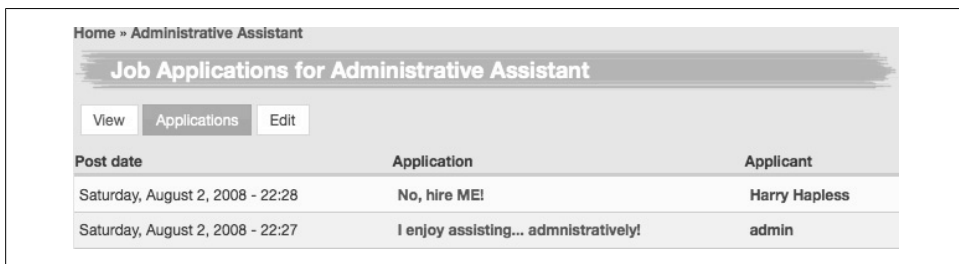 Home » Administrative Assistant
Job Applications for Administrative Assistant
View Applications Edit
Post date Application Applicant
Saturday, August 2, 2008 - 22:28 No, hire ME! Harry Hapless
Saturday, August 2, 2008 - 22:27 I enjoy assisting... admnistratively! admin